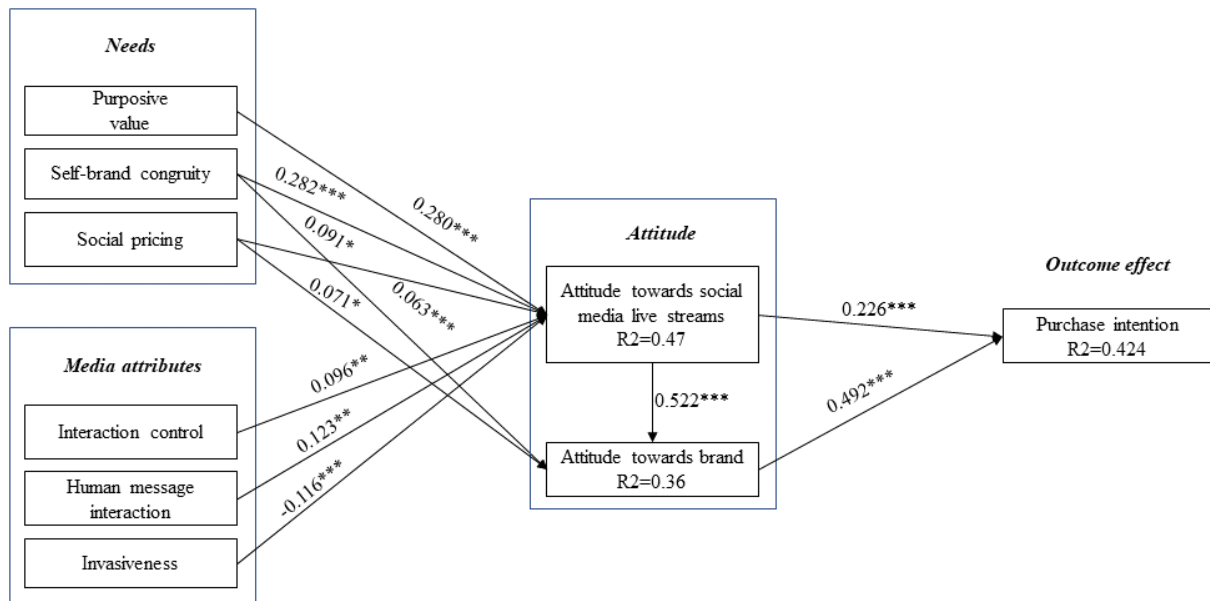 Needs
Purposive
value
Self-brand congruity
Social pricing
0.282***
0.280***
0.091*
0.063***
0.071*
Media attributes
Interaction control
Human message
interaction
Invasiveness
0.096**
0.123**
-0.116***
Attitude
Attitude towards social
media live streams
R2=0.47
0.522***
Attitude towards brand
R2=0.36
0.226***
0.492***
Outcome effect
Purchase intention
R2=0.424